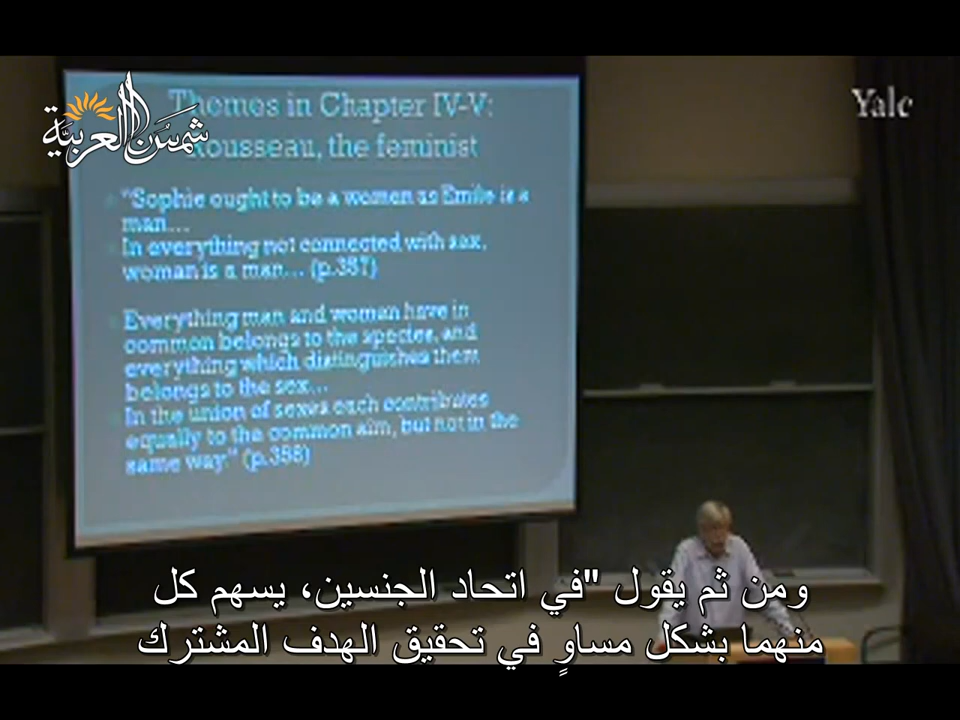 Themes in Chapter IV-V:
Rousseau, the feminist
شمس العربية
Yale
"Sophie ought to be a women as Emile is a
man...
In everything not connected with sex,
woman is a man... (p.357)
Everything man and woman have in
common belongs to the species, and
everything which distinguishes them
belongs to the sex...
In the union of sexes each contributes
equally to the common aim, but not in the
same way." (p.358)
ومن ثم يقول "في اتحاد الجنسين، يسهم كل
منهما بشكل مساوٍ في تحقيق الهدف المشترك